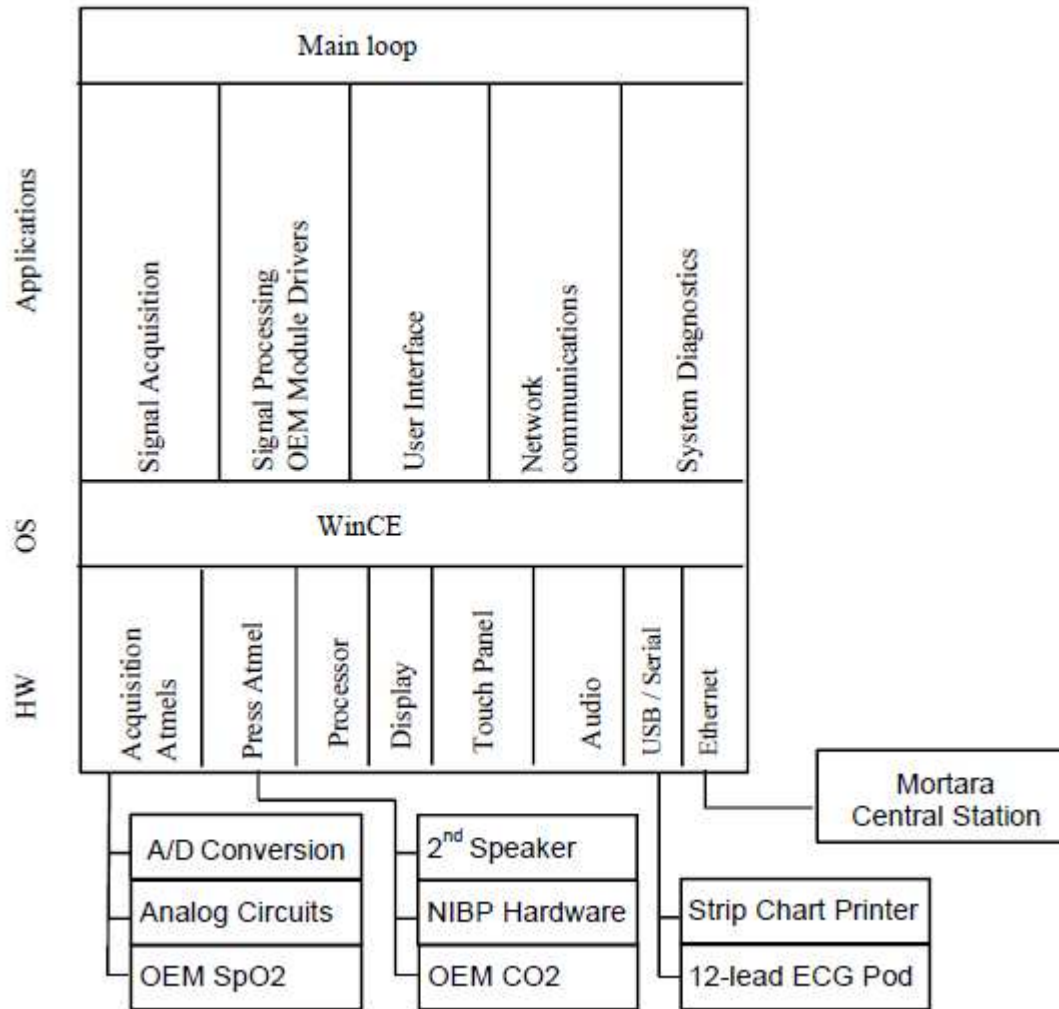 Main loop
Applications
Signal Acquisition
Signal Processing
OEM Module Drivers
User Interface
Network
communications
System Diagnostics
OS
WinCE
HW
Acquisition
Atmels
Press Atmel
Processor
Display
Touch Panel
Audio
USB / Serial
Ethernet
Mortara
Central Station
A/D Conversion
Analog Circuits
OEM SpO2
2nd Speaker
NIBP Hardware
OEM CO2
Strip Chart Printer
12-lead ECG Pod